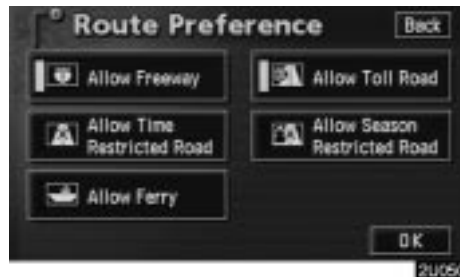 Route Preference
Back
Allow Freeway
Allow Toll Road
Allow Time
Restricted Road
Allow Season
Restricted Road
Allow Ferry
OK
2U05